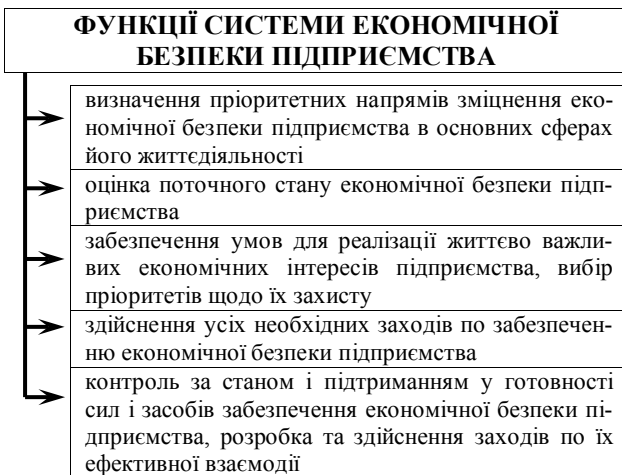 ФУНКЦІЇ СИСТЕМИ ЕКОНОМІЧНОЇ
БЕЗПЕКИ ПІДПРИЄМСТВА
визначення пріоритетних напрямів зміцнення еко-
номічної безпеки підприємства в основних сферах
його життєдіяльності
оцінка поточного стану економічної безпеки підп-
риємства
забезпечення умов для реалізації життєво важли-
вих економічних інтересів підприємства, вибір
пріоритетів щодо їх захисту
здійснення усіх необхідних заходів по забезпечен-
ню економічної безпеки підприємства
контроль за станом і підтриманням у готовності
сил і засобів забезпечення економічної безпеки пі-
дприємства, розробка та здійснення заходів по їх
ефективної взаємодії